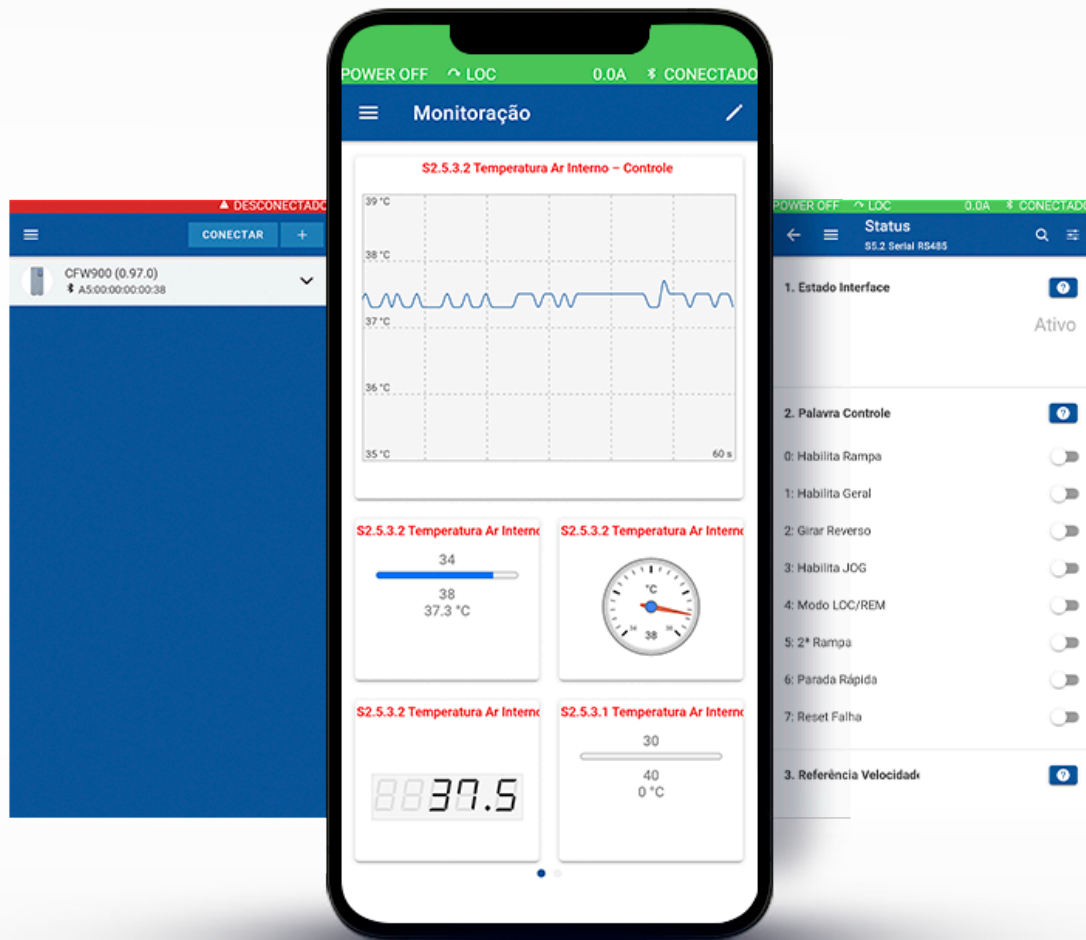 DESCONECTADO
CONECTAR +
CFW900 (0.97.0)
A5:00:00:00:00:38
POWER OFF LOC 0.0A CONECTADO
Monitoração
S2.5.3.2 Temperatura Ar Interno – Controle
39 °C
38 °C
37 °C
36 °C
35 °C
60 s
S2.5.3.2 Temperatura Ar Interno
34
38
37.3 °C
S2.5.3.2 Temperatura Ar Interno
°C
34 38
38
S2.5.3.2 Temperatura Ar Interno
37.5
S2.5.3.1 Temperatura Ar Interno
30
40
0 °C
POWER OFF LOC 0.0A CONECTADO
Status
S5.2 Serial RS485
1. Estado Interface
?
Ativo
2. Palavra Controle
?
0: Habilita Rampa
1: Habilita Geral
2: Girar Reverso
3: Habilita JOG
4: Modo LOC/REM
5: 2ª Rampa
6: Parada Rápida
7: Reset Falha
3. Referência Velocidade
?